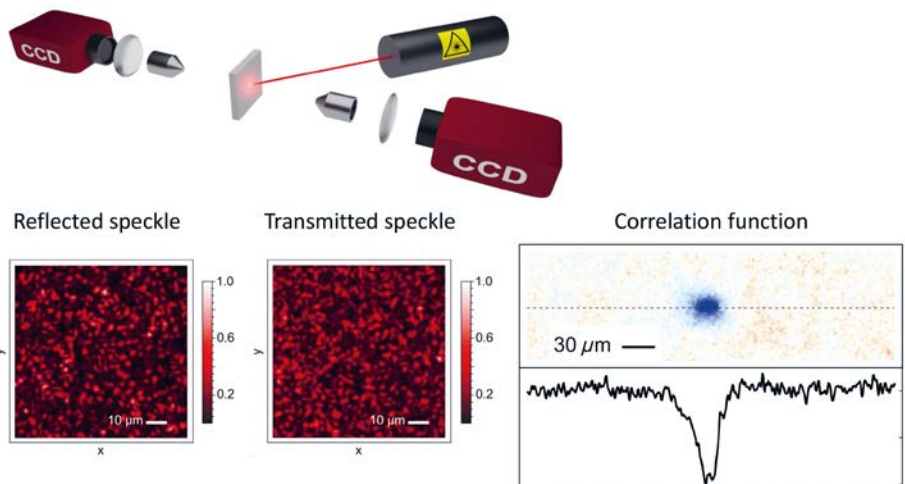 CCD
CCD
Reflected speckle
Transmitted speckle
Correlation function
1.0
0.6
0.2
y
10 µm
x
1.0
0.6
0.2
y
10 µm
x
30 µm